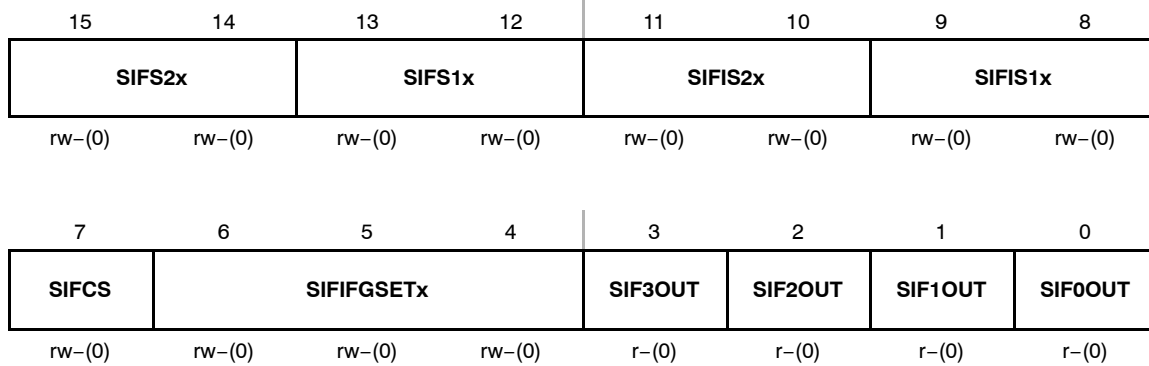 15 14 13 12 11 10 9 8
SIFS2x SIFS1x SIFIS2x SIFIS1x
rw−(0) rw−(0) rw−(0) rw−(0) rw−(0) rw−(0) rw−(0) rw−(0)
7 6 5 4 3 2 1 0
SIFCS SIFIFGSETx SIF3OUT SIF2OUT SIF1OUT SIF0OUT
rw−(0) rw−(0) rw−(0) rw−(0) r−(0) r−(0) r−(0) r−(0)